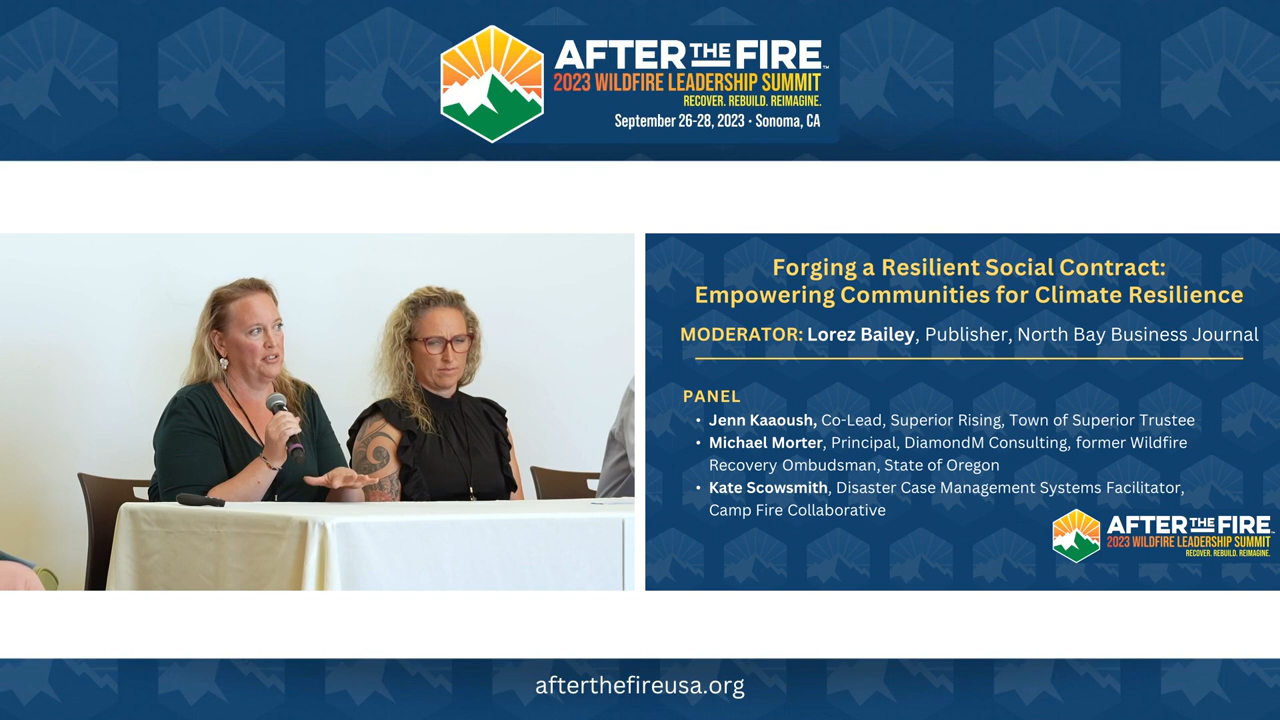 AFTER THE FIRE™
2023 WILDFIRE LEADERSHIP SUMMIT
RECOVER. REBUILD. REIMAGINE.
September 26-28, 2023 • Sonoma, CA
Forging a Resilient Social Contract:
Empowering Communities for Climate Resilience
MODERATOR: Lorez Bailey, Publisher, North Bay Business Journal
PANEL
• Jenn Kaaoush, Co-Lead, Superior Rising, Town of Superior Trustee
• Michael Morter, Principal, DiamondM Consulting, former Wildfire
Recovery Ombudsman, State of Oregon
• Kate Scowsmith, Disaster Case Management Systems Facilitator,
Camp Fire Collaborative
AFTER THE FIRE™
2023 WILDFIRE LEADERSHIP SUMMIT
RECOVER. REBUILD. REIMAGINE.
afterthefireusa.org